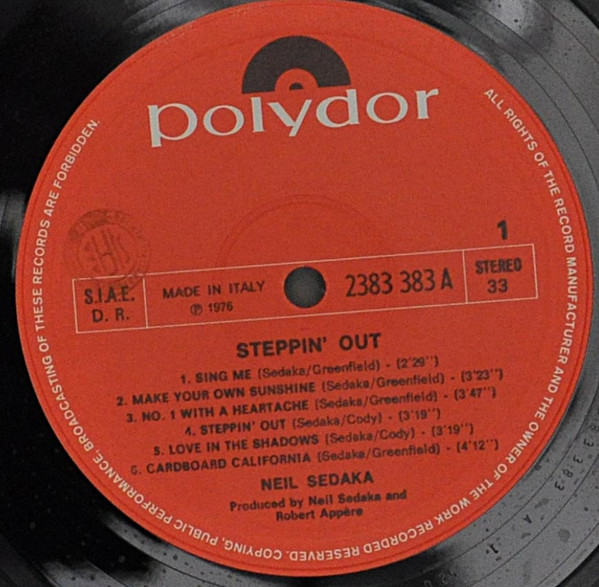 polydor
ALL RIGHTS OF THE RECORD MANUFACTURER AND THE OWNER OF THE WORK RECORDED RESERVED. COPYING, PUBLIC PERFORMANCE, BROADCASTING OF THESE RECORDS ARE FORBIDDEN.
1
S.I.A.E.
D. R.
MADE IN ITALY
℗ 1976
2383 383 A
STEREO
33
STEPPIN' OUT
1. SING ME (Sedaka/Greenfield) - (2'29'')
2. MAKE YOUR OWN SUNSHINE (Sedaka/Greenfield) - (3'23'')
3. NO. 1 WITH A HEARTACHE (Sedaka/Greenfield) - (3'47'')
4. STEPPIN' OUT (Sedaka/Cody) - (3'19'')
5. LOVE IN THE SHADOWS (Sedaka/Cody) - (3'19'')
6. CARDBOARD CALIFORNIA (Sedaka/Greenfield) - (4'12'')
NEIL SEDAKA
Produced by Neil Sedaka and
Robert Appère